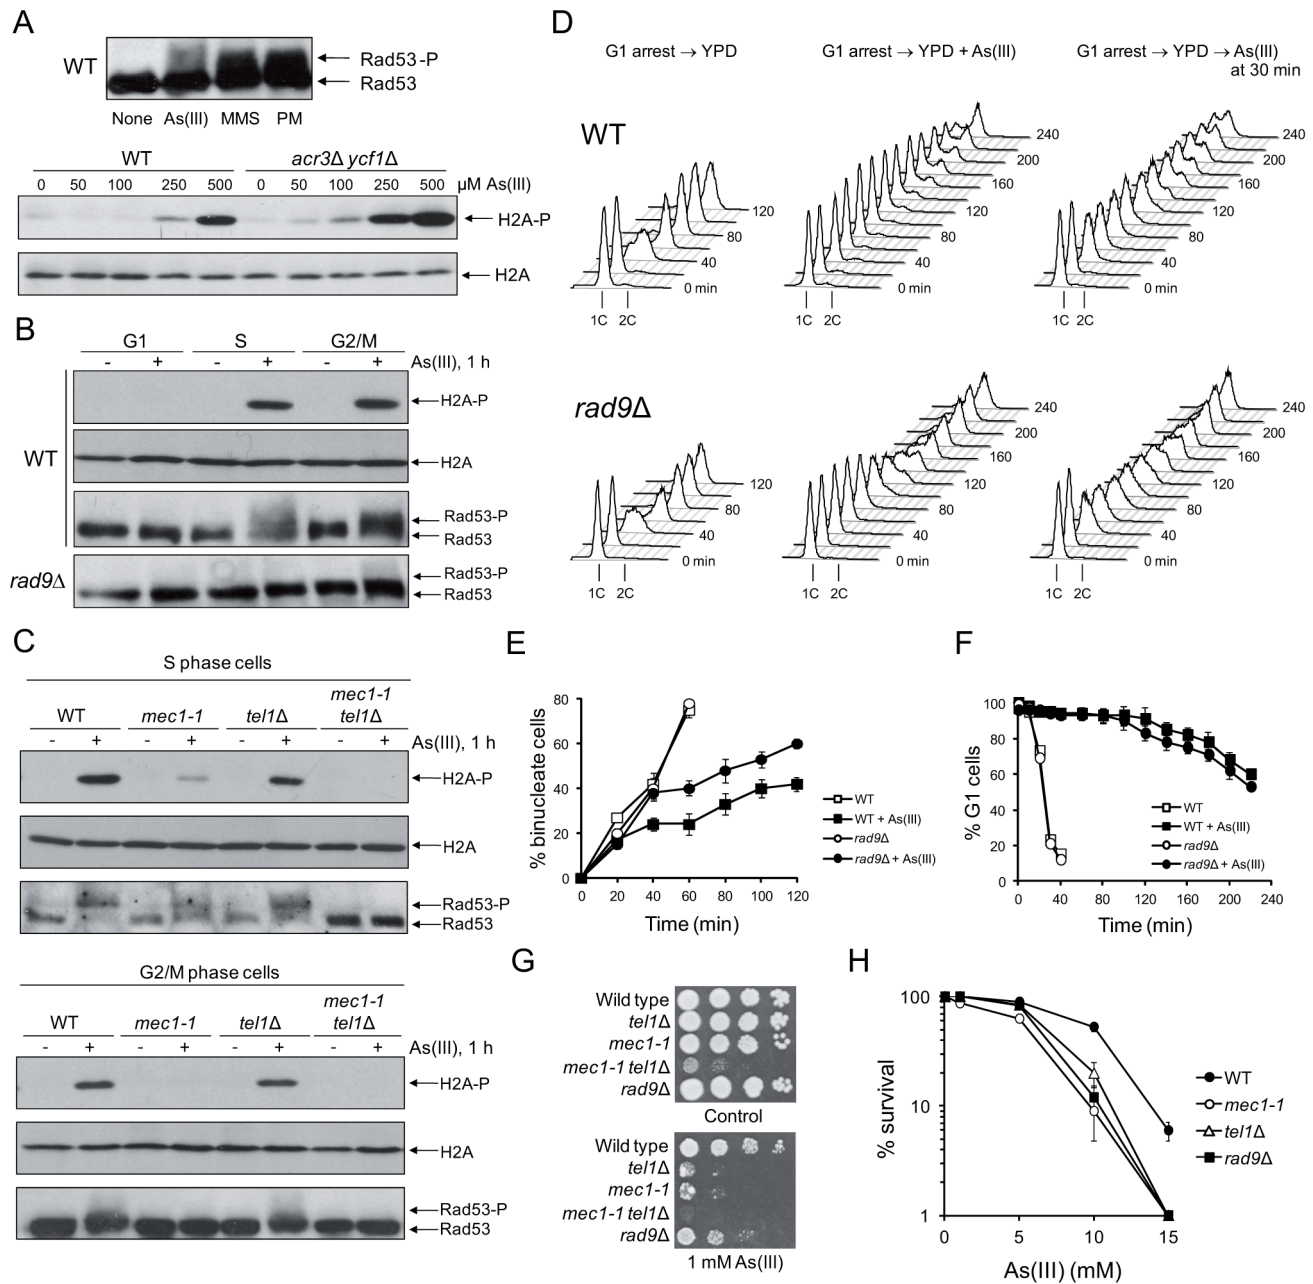 A
WT
Rad53-P
Rad53
None As(III) MMS PM
WT acr3Δ ycf1Δ
0 50 100 250 500 0 50 100 250 500 µM As(III)
H2A-P
H2A
B
G1 S G2/M
- + - + - + As(III), 1 h
H2A-P
WT
H2A
Rad53-P
Rad53
rad9Δ
Rad53-P
Rad53
C
S phase cells
WT mec1-1 tel1Δ mec1-1 tel1Δ
- + - + - + - + As(III), 1 h
H2A-P
H2A
Rad53-P
Rad53
G2/M phase cells
WT mec1-1 tel1Δ mec1-1 tel1Δ
- + - + - + - + As(III), 1 h
H2A-P
H2A
Rad53-P
Rad53
D
G1 arrest → YPD
G1 arrest → YPD + As(III)
G1 arrest → YPD → As(III)
at 30 min
WT
120
80
40
0 min
1C 2C
240
200
160
120
80
40
0 min
1C 2C
240
200
160
120
80
40
0 min
1C 2C
rad9Δ
120
80
40
0 min
1C 2C
240
200
160
120
80
40
0 min
1C 2C
240
200
160
120
80
40
0 min
1C 2C
E
% binucleate cells
80
60
40
20
0
0 20 40 60 80 100 120
Time (min)
WT
WT + As(III)
rad9Δ
rad9Δ + As(III)
F
% G1 cells
100
80
60
40
20
0
0 40 80 120 160 200 240
Time (min)
WT
WT + As(III)
rad9Δ
rad9Δ + As(III)
G
Wild type
tel1Δ
mec1-1
mec1-1 tel1Δ
rad9Δ
Control
Wild type
tel1Δ
mec1-1
mec1-1 tel1Δ
rad9Δ
1 mM As(III)
H
% survival
100
10
1
0 5 10 15
As(III) (mM)
WT
mec1-1
tel1Δ
rad9Δ